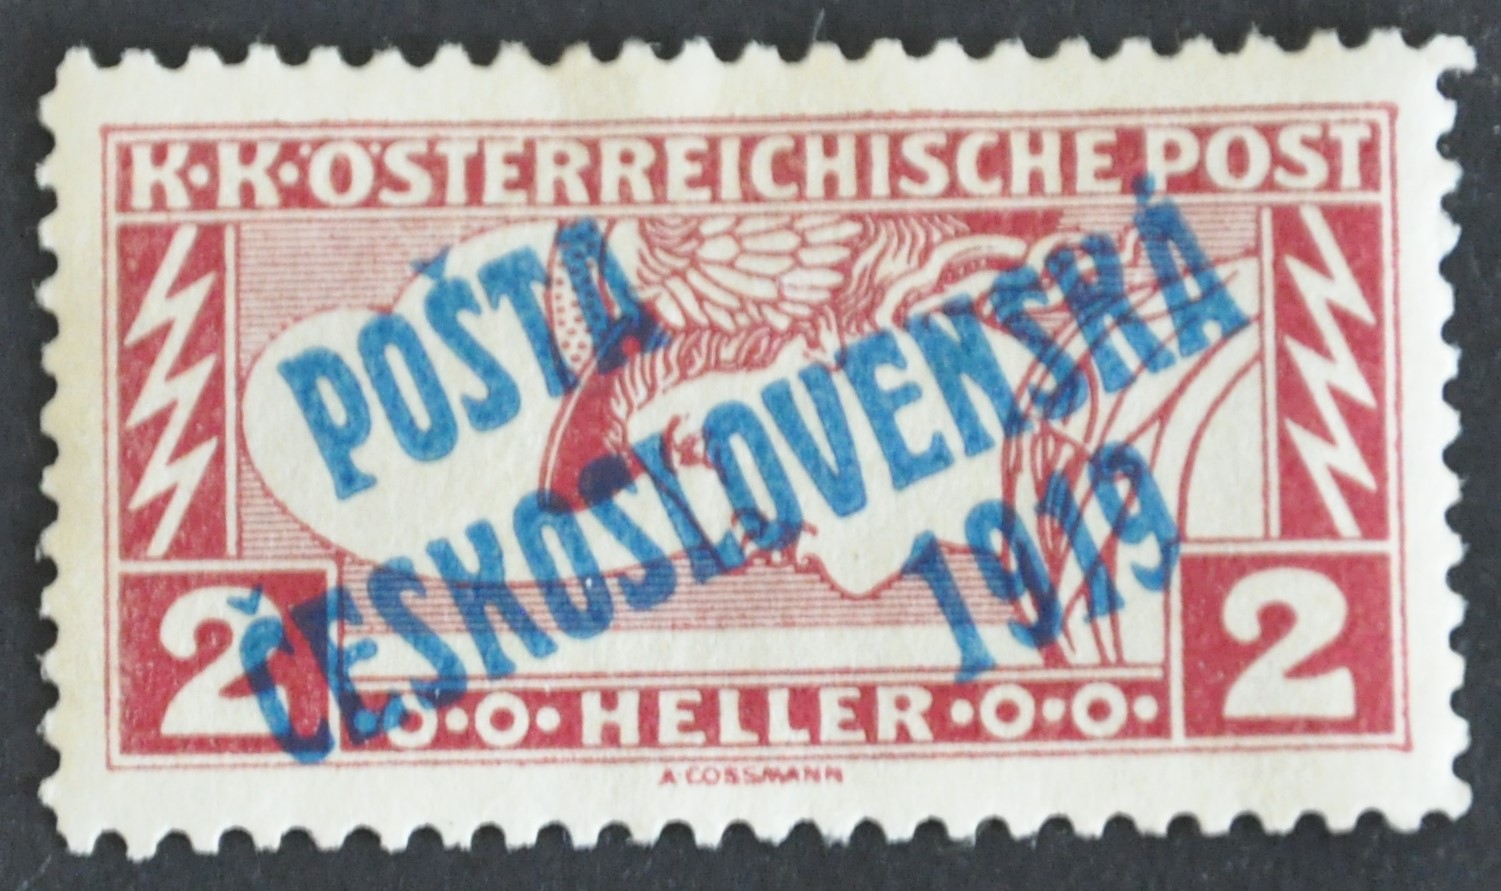 K·K·ÖSTERREICHISCHE POST
POŠTA
ČESKOSLOVENSKÁ
1919
2
2
·O·O· HELLER ·O·O·
A·COSSMANN